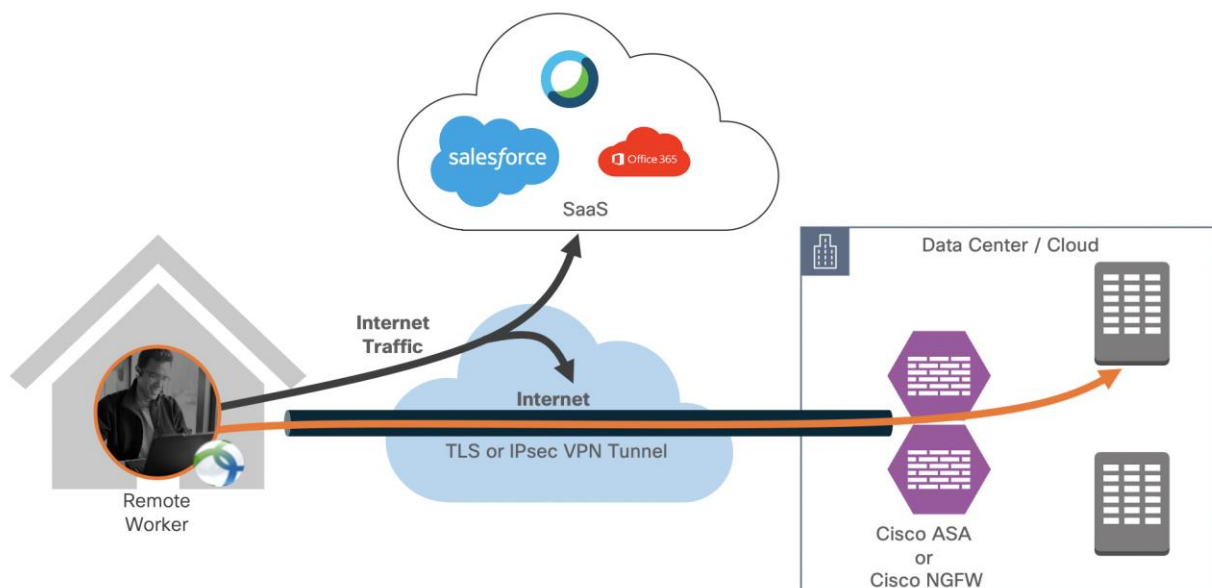 salesforce
Office 365
SaaS
Data Center / Cloud
Internet
Traffic
Internet
TLS or IPsec VPN Tunnel
Remote
Worker
Cisco ASA
or
Cisco NGFW